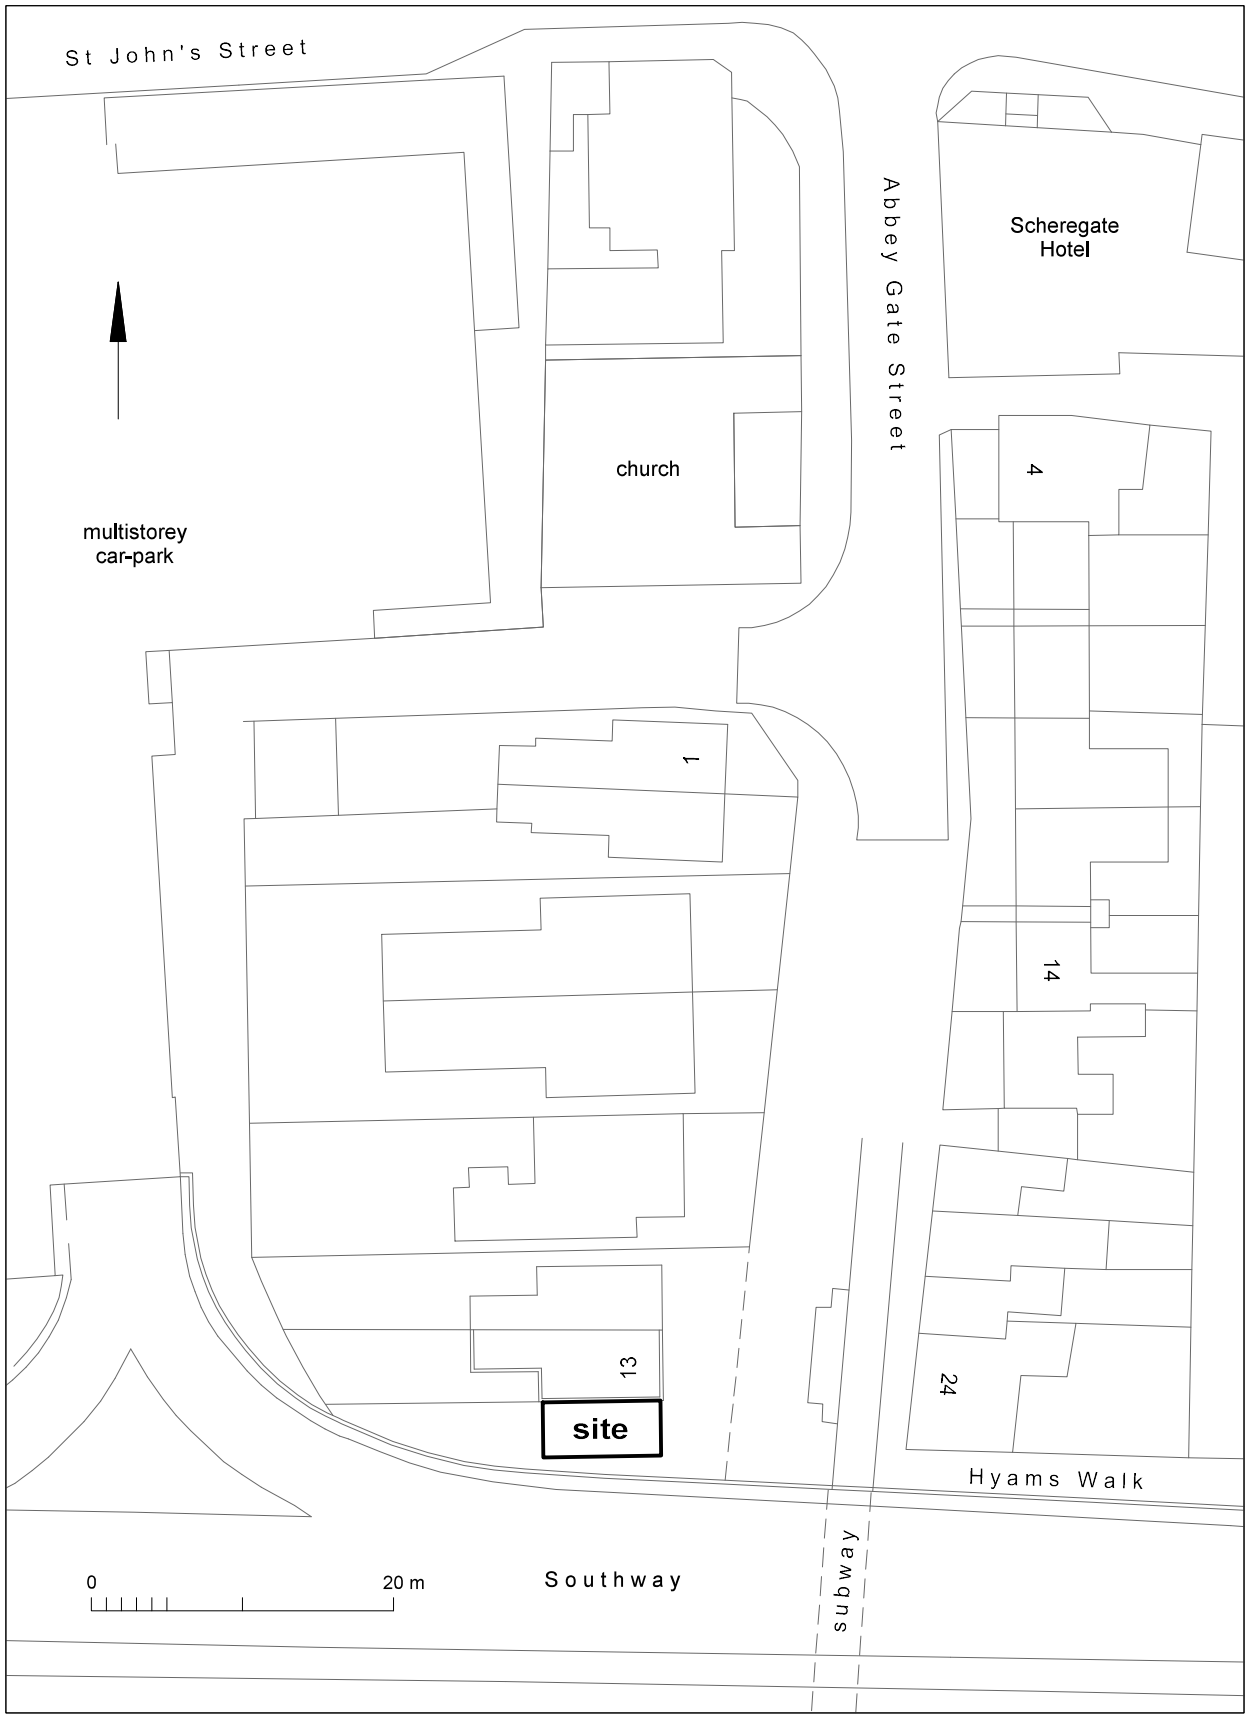 St John's Street
Abbey Gate Street
Scheregate
Hotel
church
4
multistorey
car-park
1
14
13
24
site
Hyams Walk
subway
Southway
0
20 m